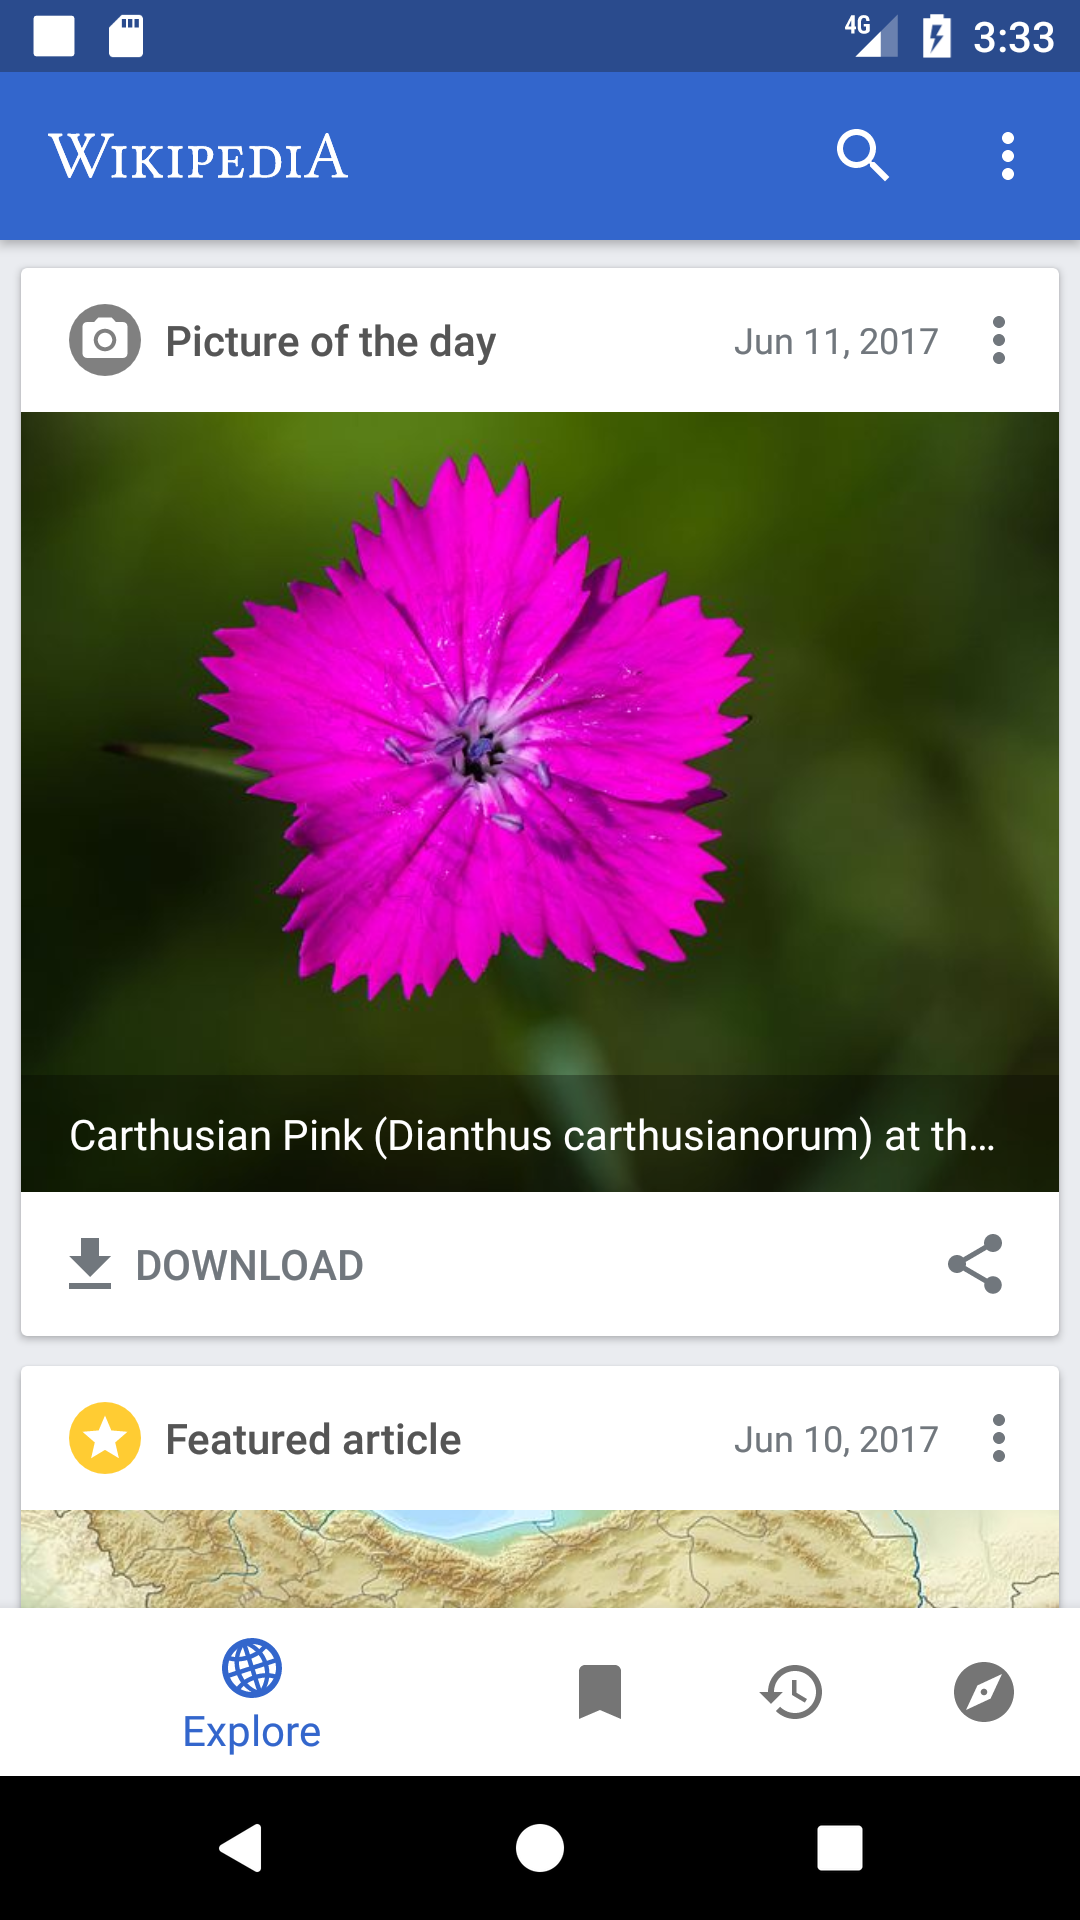 4G 3:33
WIKIPEDIA
Picture of the day Jun 11, 2017
Carthusian Pink (Dianthus carthusianorum) at th...
DOWNLOAD
Featured article Jun 10, 2017
Explore